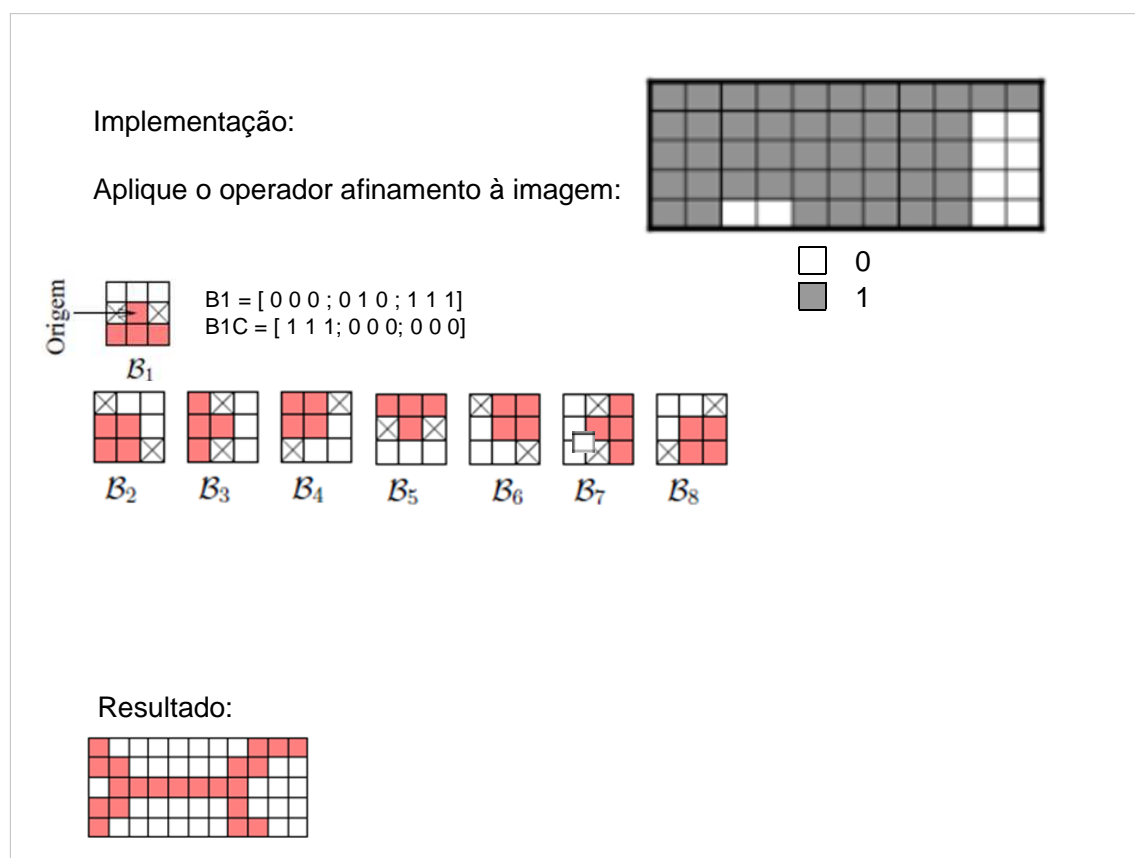 Implementação:
Aplique o operador afinamento à imagem:
0
1
Origem
B1 = [ 0 0 0 ; 0 1 0 ; 1 1 1]
B1C = [ 1 1 1; 0 0 0; 0 0 0]
B₁
B₂ B₃ B₄ B₅ B₆ B₇ B₈
Resultado: